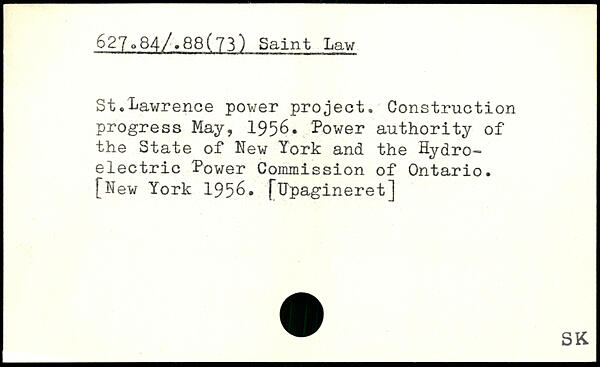 627.84/.88(73) Saint Law
St.Lawrence power project. Construction
progress May, 1956. Power authority of
the State of New York and the Hydro-
electric Power Commission of Ontario.
[New York 1956. [Upagineret]
SK